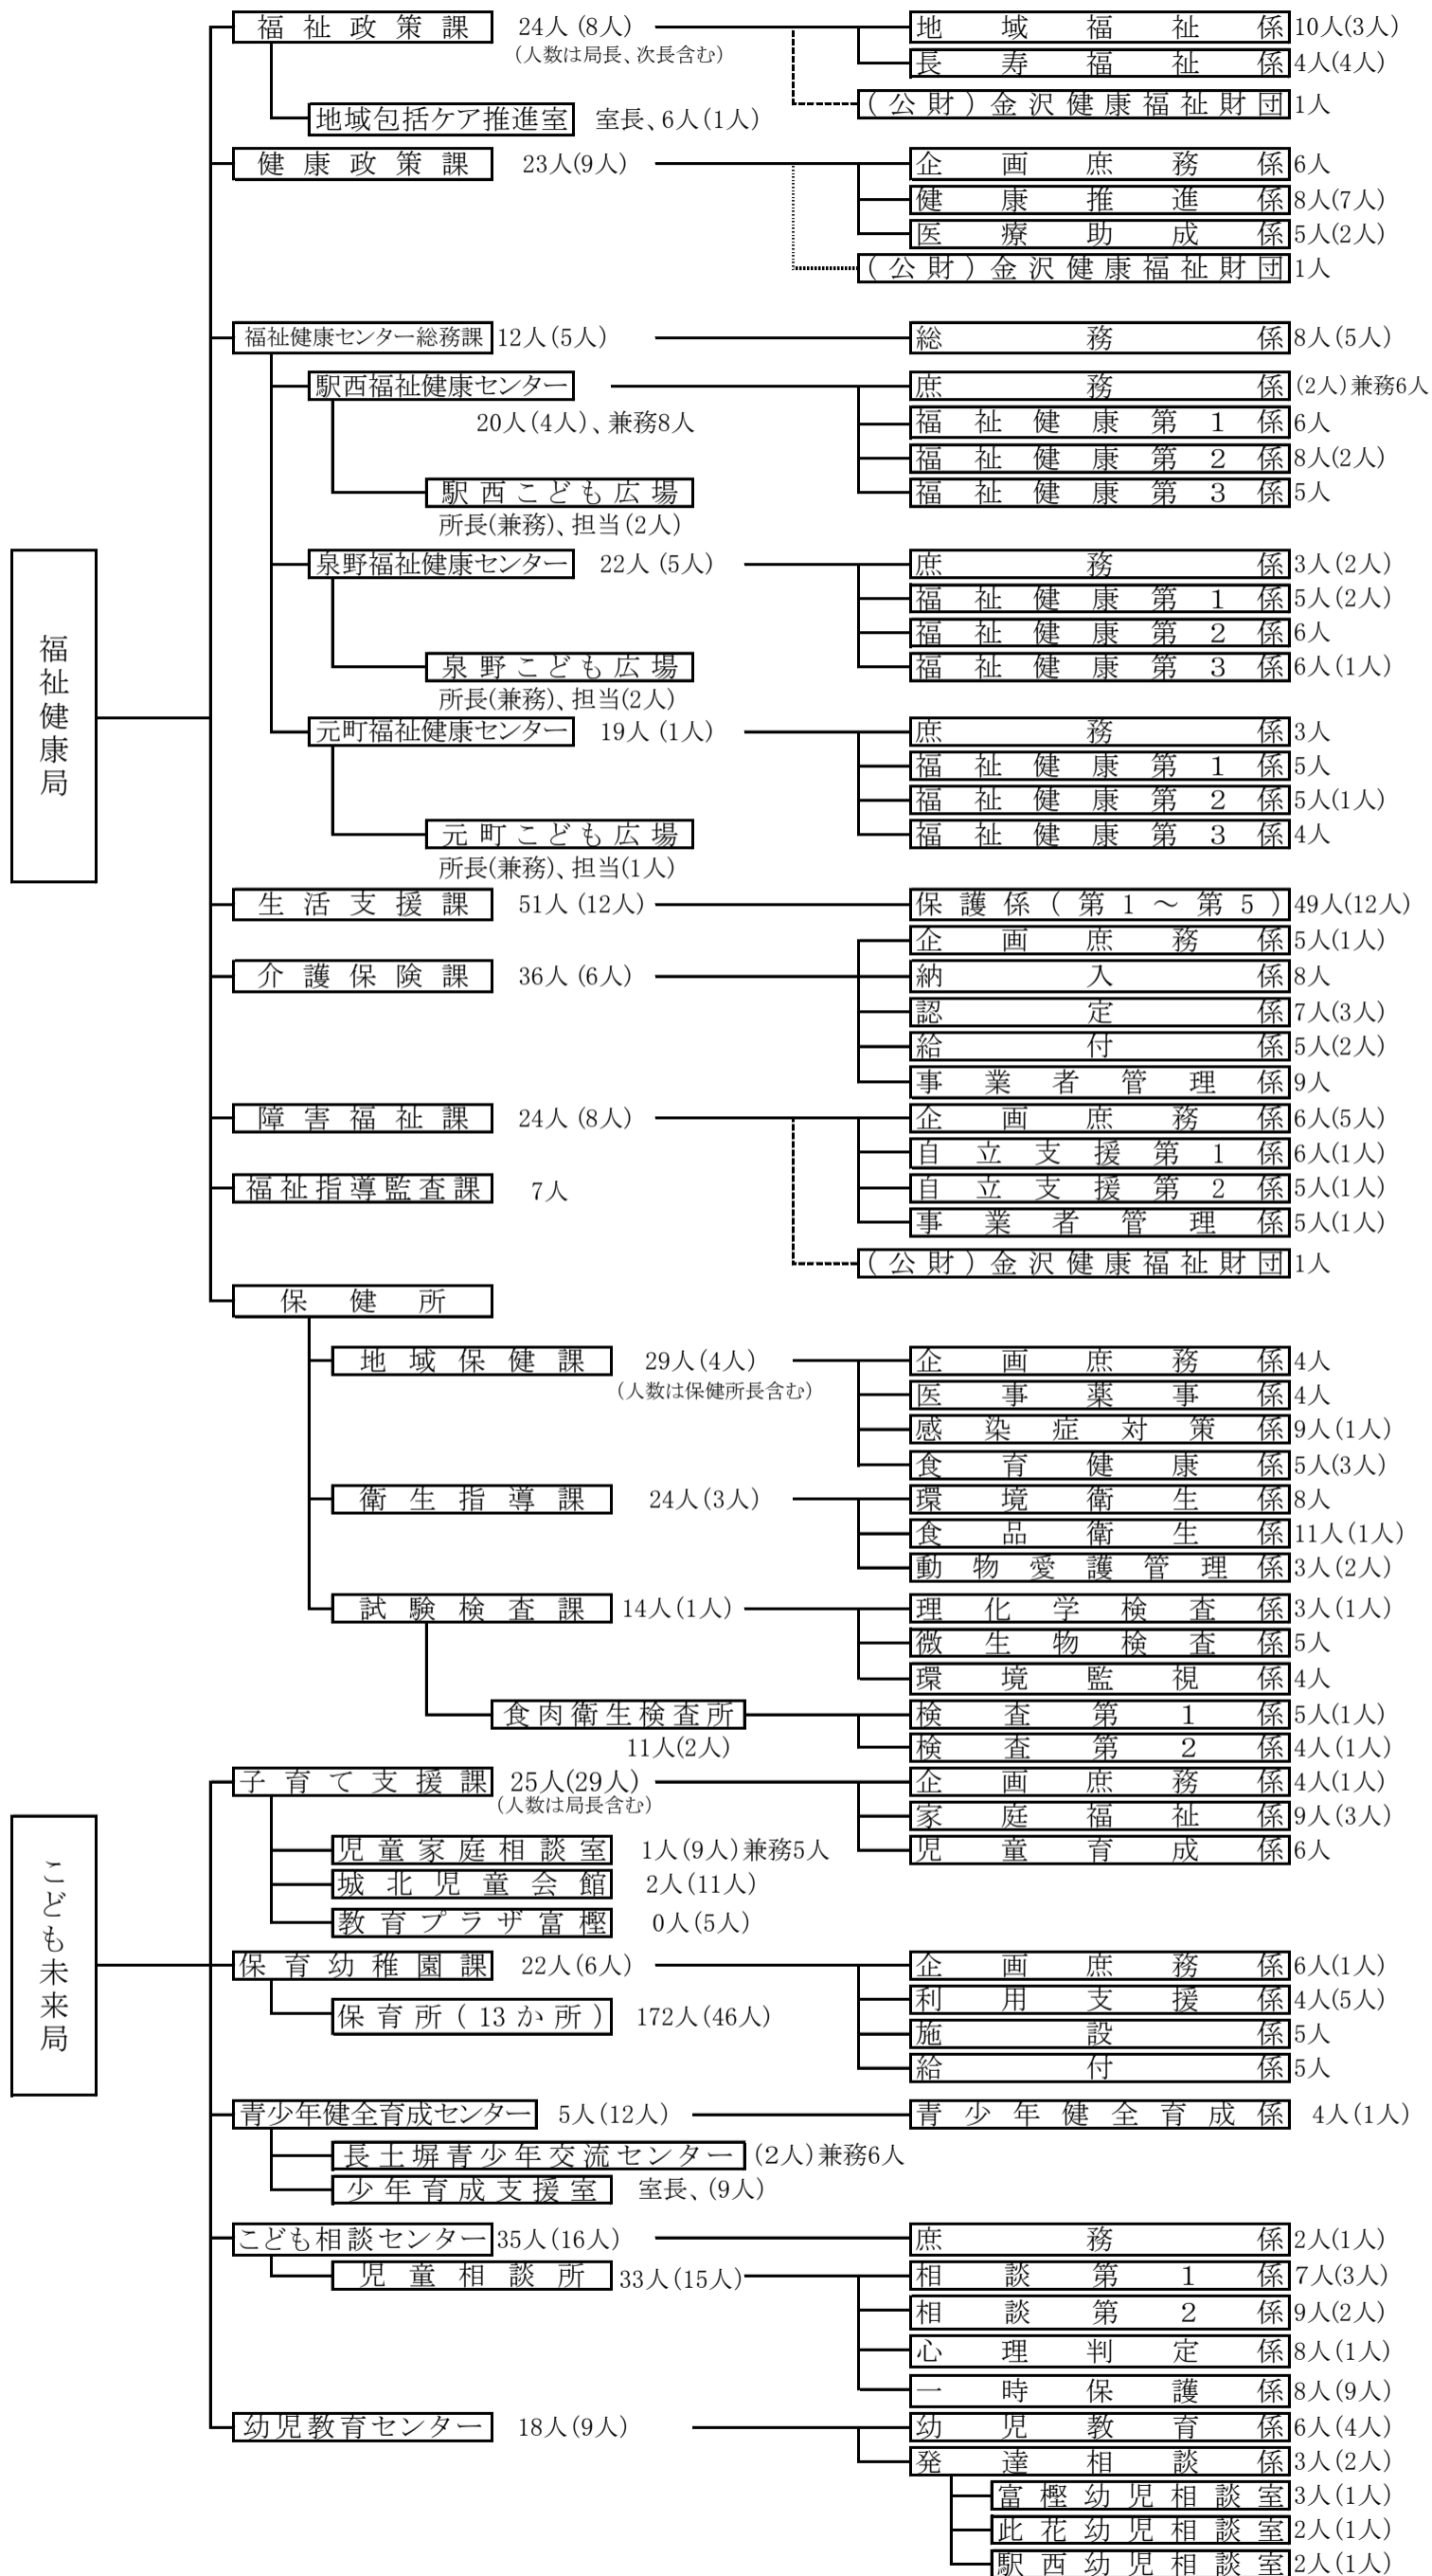 福祉政策課 24人(8人) 地域福祉係 10人(3人)
(人数は局長、次長含む) 長寿福祉係 4人(4人)
(公財)金沢健康福祉財団 1人
地域包括ケア推進室 室長、6人(1人)
健康政策課 23人(9人) 企画庶務係 6人
健康推進係 8人(7人)
医療助成係 5人(2人)
(公財)金沢健康福祉財団 1人
福祉健康センター総務課 12人(5人) 総務係 8人(5人)
駅西福祉健康センター 庶務係 (2人)兼務6人
20人(4人)、兼務8人 福祉健康第1係 6人
福祉健康第2係 8人(2人)
駅西こども広場 福祉健康第3係 5人
所長(兼務)、担当(2人)
泉野福祉健康センター 22人(5人) 庶務係 3人(2人)
福祉健康第1係 5人(2人)
福祉健康第2係 6人
泉野こども広場 福祉健康第3係 6人(1人)
所長(兼務)、担当(2人)
福祉健康局
元町福祉健康センター 19人(1人) 庶務係 3人
福祉健康第1係 5人
福祉健康第2係 5人(1人)
元町こども広場 福祉健康第3係 4人
所長(兼務)、担当(1人)
生活支援課 51人(12人) 保護係(第1～第5) 49人(12人)
企画庶務係 5人(1人)
介護保険課 36人(6人) 納入係 8人
認定係 7人(3人)
給付係 5人(2人)
事業者管理係 9人
障害福祉課 24人(8人) 企画庶務係 6人(5人)
自立支援第1係 6人(1人)
福祉指導監査課 7人 自立支援第2係 5人(1人)
事業者管理係 5人(1人)
(公財)金沢健康福祉財団 1人
保健所
地域保健課 29人(4人) 企画庶務係 4人
(人数は保健所長含む) 医事薬事係 4人
感染症対策係 9人(1人)
食育健康係 5人(3人)
衛生指導課 24人(3人) 環境衛生係 8人
食品衛生係 11人(1人)
動物愛護管理係 3人(2人)
試験検査課 14人(1人) 理化学検査係 3人(1人)
微生物検査係 5人
環境監視係 4人
食肉衛生検査所 検査第1係 5人(1人)
11人(2人) 検査第2係 4人(1人)
子育て支援課 25人(29人) 企画庶務係 4人(1人)
(人数は局長含む) 家庭福祉係 9人(3人)
児童家庭相談室 1人(9人)兼務5人 児童育成係 6人
城北児童会館 2人(11人)
教育プラザ富樫 0人(5人)
こども未来局
保育幼稚園課 22人(6人) 企画庶務係 6人(1人)
利用支援係 4人(5人)
保育所(13か所) 172人(46人) 施設係 5人
給付係 5人
青少年健全育成センター 5人(12人) 青少年健全育成係 4人(1人)
長土塀青少年交流センター (2人)兼務6人
少年育成支援室 室長、(9人)
こども相談センター 35人(16人) 庶務係 2人(1人)
児童相談所 33人(15人) 相談第1係 7人(3人)
相談第2係 9人(2人)
心理判定係 8人(1人)
一時保護係 8人(9人)
幼児教育センター 18人(9人) 幼児教育係 6人(4人)
発達相談係 3人(2人)
富樫幼児相談室 3人(1人)
此花幼児相談室 2人(1人)
駅西幼児相談室 2人(1人)